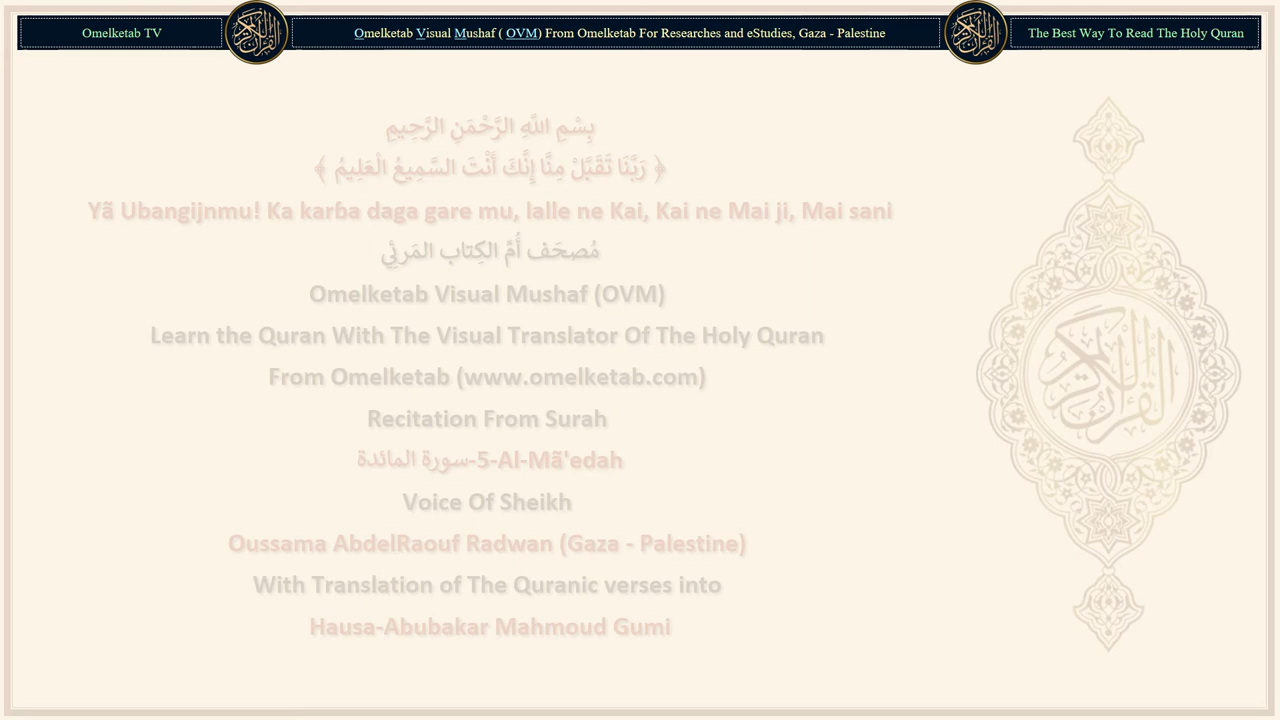 Omelketab TV
Omelketab Visual Mushaf ( OVM) From Omelketab For Researches and eStudies, Gaza - Palestine
The Best Way To Read The Holy Quran
بِسْمِ اللَّهِ الرَّحْمَنِ الرَّحِيمِ
﴿ رَبَّنَا تَقَبَّلْ مِنَّا إِنَّكَ أَنْتَ السَّمِيعُ الْعَلِيمُ ﴾
Yã Ubangijnmu! Ka karɓa daga gare mu, lalle ne Kai, Kai ne Mai ji, Mai sani
مُصحَف أُمِّ الكِتاب المَرئِي
Omelketab Visual Mushaf (OVM)
Learn the Quran With The Visual Translator Of The Holy Quran
From Omelketab (www.omelketab.com)
Recitation From Surah
سورة المائدة-5-Al-Mã'edah
Voice Of Sheikh
Oussama AbdelRaouf Radwan (Gaza - Palestine)
With Translation of The Quranic verses into
Hausa-Abubakar Mahmoud Gumi
القرآن الكريم